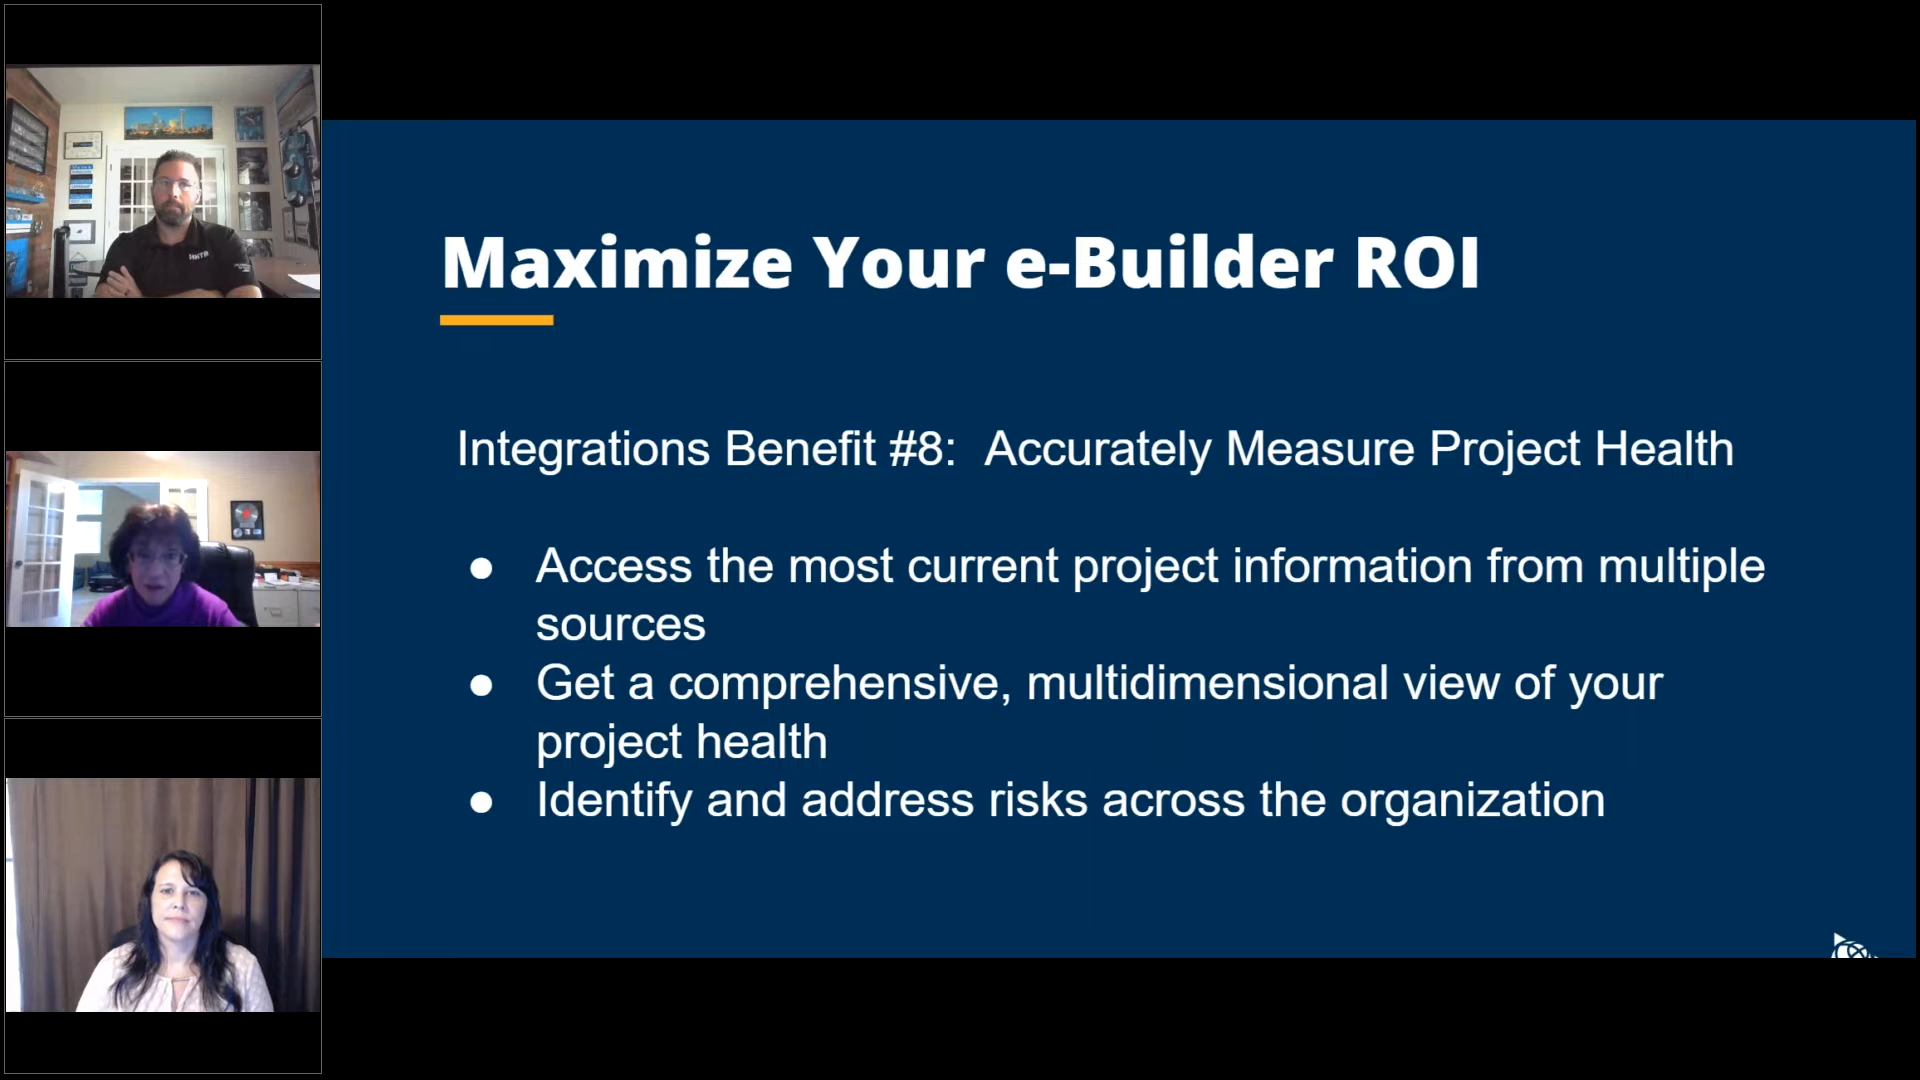 HNTB
Maximize Your e-Builder ROI
Integrations Benefit #8:  Accurately Measure Project Health
● Access the most current project information from multiple
sources
● Get a comprehensive, multidimensional view of your
project health
● Identify and address risks across the organization